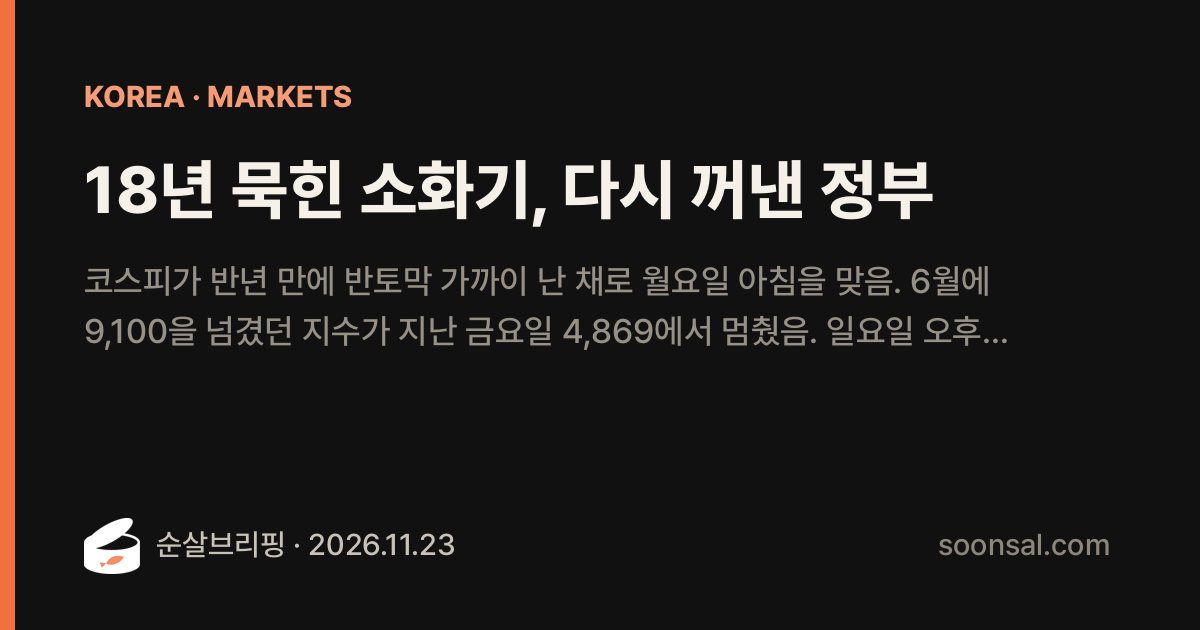 KOREA · MARKETS
18년 묵힌 소화기, 다시 꺼낸 정부
코스피가 반년 만에 반토막 가까이 난 채로 월요일 아침을 맞음. 6월에
9,100을 넘겼던 지수가 지난 금요일 4,869에서 멈췄음. 일요일 오후...
순살브리핑 · 2026.11.23
soonsal.com